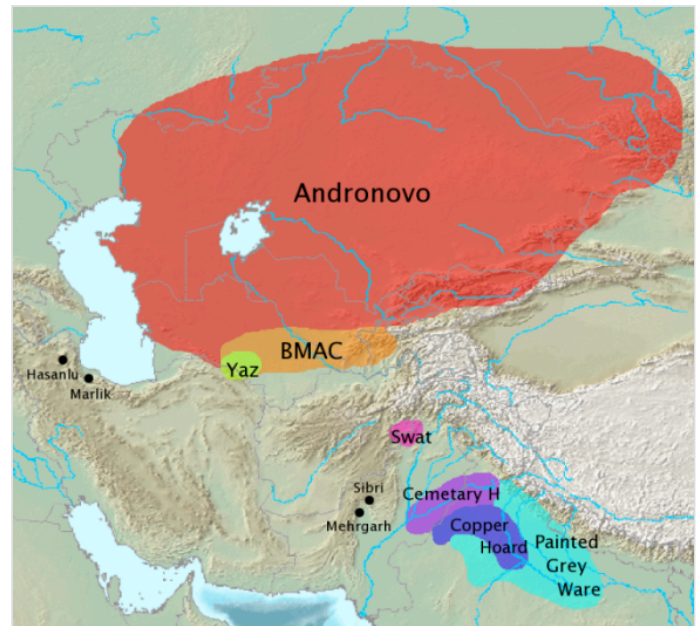 Andronovo
BMAC
Yaz
Hasanlu
Marlik
Swat
Sibri
Mehrgarh
Cemetary H
Copper
Hoard
Painted
Grey
Ware